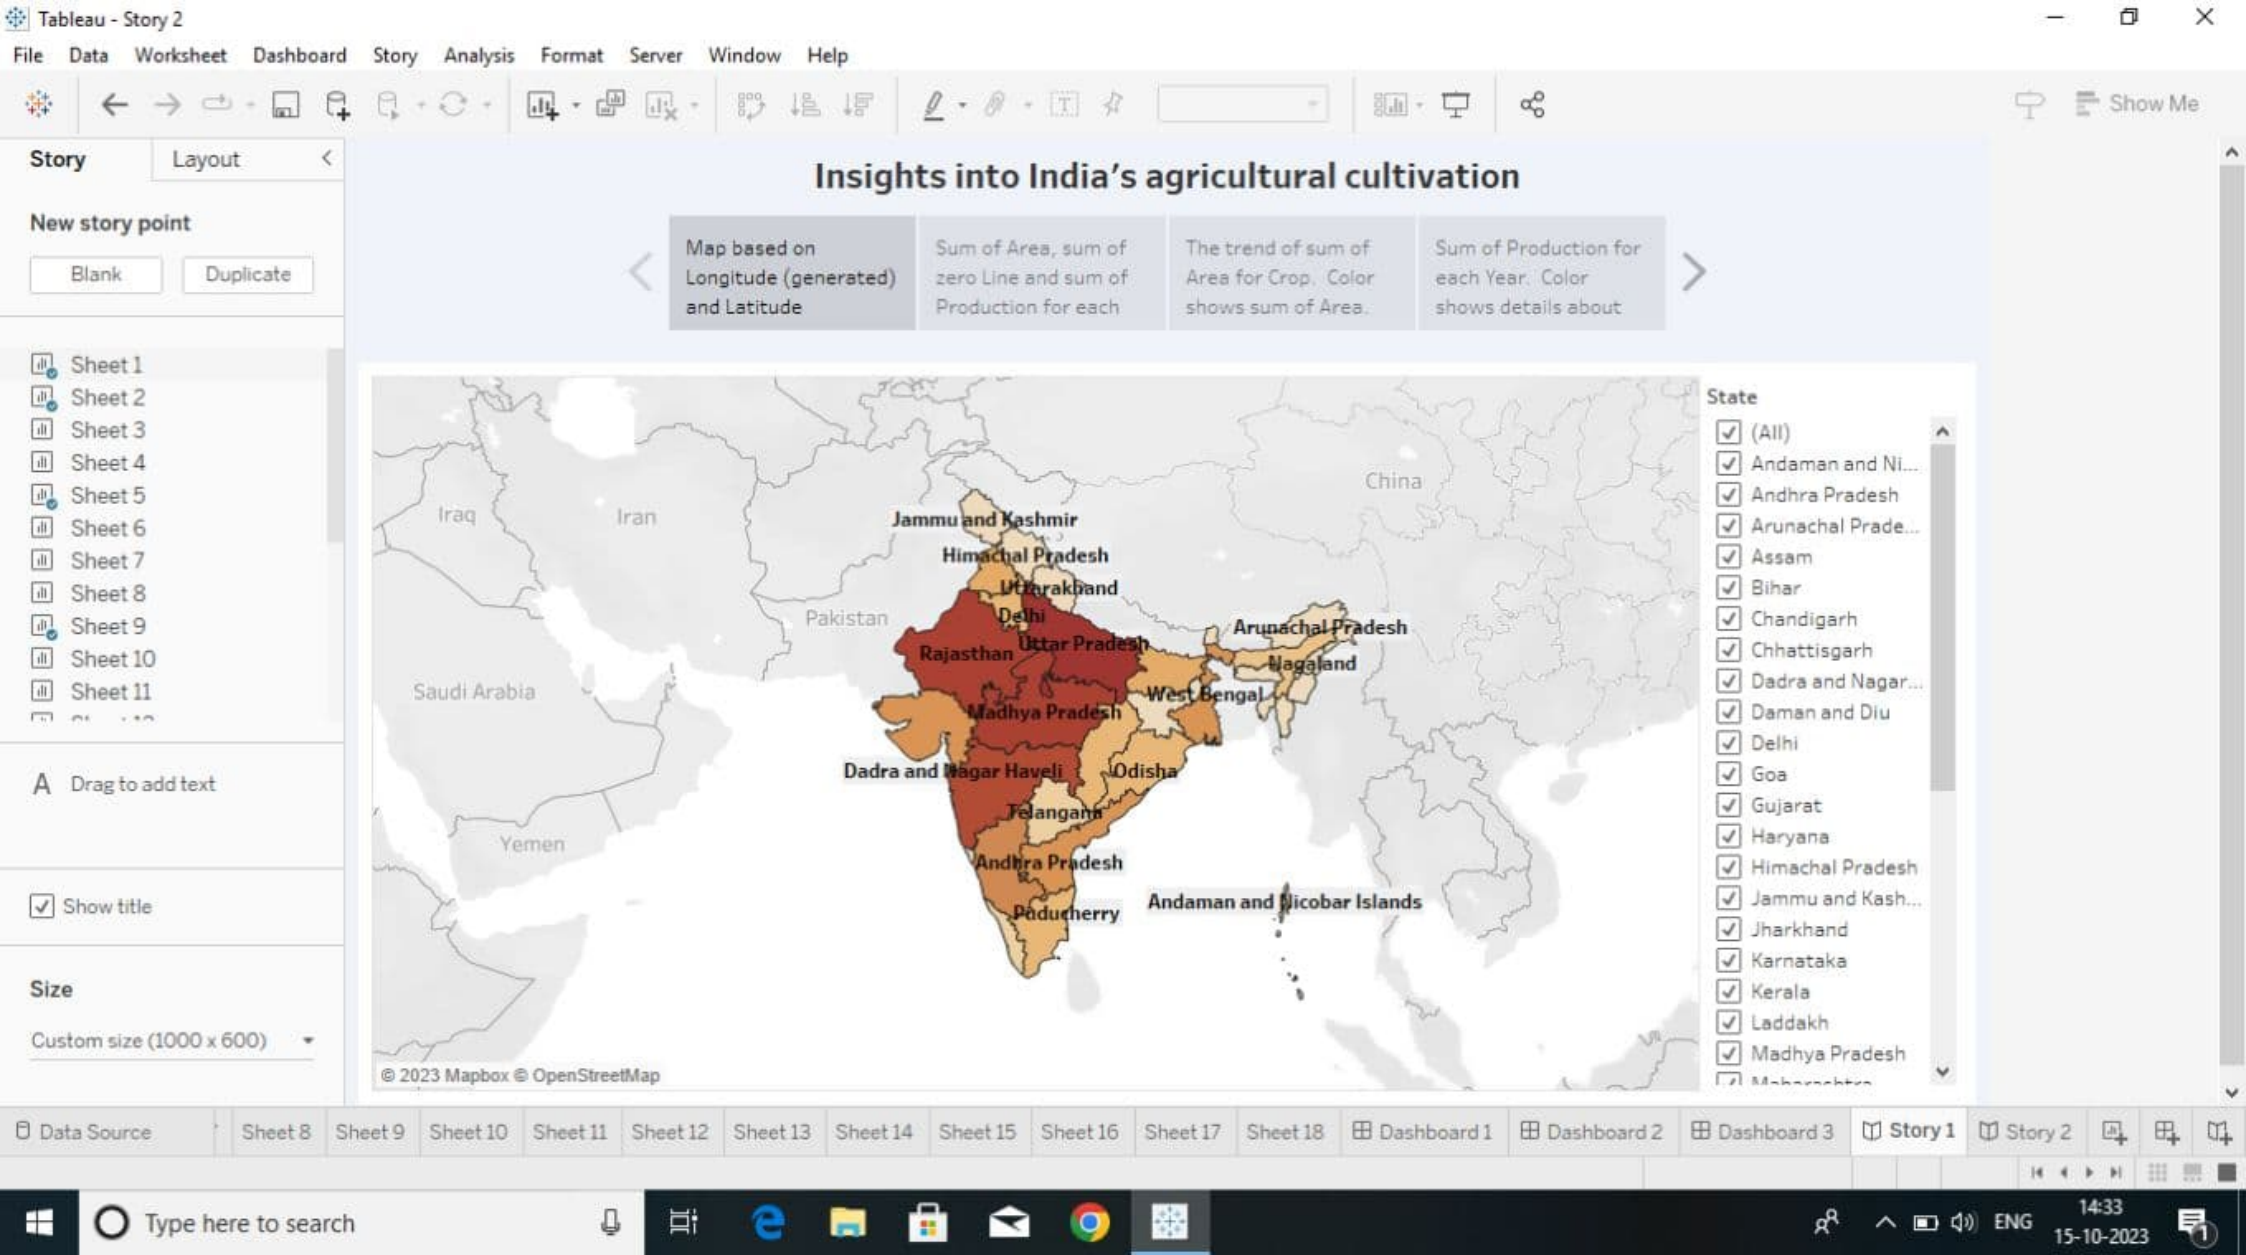 Tableau - Story 2
File Data Worksheet Dashboard Story Analysis Format Server Window Help
Show Me
Story Layout
New story point
Blank Duplicate
Sheet 1
Sheet 2
Sheet 3
Sheet 4
Sheet 5
Sheet 6
Sheet 7
Sheet 8
Sheet 9
Sheet 10
Sheet 11
A Drag to add text
Show title
Size
Custom size (1000 x 600)
Insights into India's agricultural cultivation
Map based on
Longitude (generated)
and Latitude
Sum of Area, sum of
zero Line and sum of
Production for each
The trend of sum of
Area for Crop. Color
shows sum of Area.
Sum of Production for
each Year. Color
shows details about
China
Iraq
Iran
Pakistan
Saudi Arabia
Yemen
Jammu and Kashmir
Himachal Pradesh
Uttarakhand
Delhi
Arunachal Pradesh
Uttar Pradesh
Rajasthan
Nagaland
West Bengal
Madhya Pradesh
Dadra and Nagar Haveli
Odisha
Telangana
Andhra Pradesh
Andaman and Nicobar Islands
Puducherry
© 2023 Mapbox © OpenStreetMap
State
(All)
Andaman and Ni...
Andhra Pradesh
Arunachal Prade...
Assam
Bihar
Chandigarh
Chhattisgarh
Dadra and Nagar...
Daman and Diu
Delhi
Goa
Gujarat
Haryana
Himachal Pradesh
Jammu and Kash...
Jharkhand
Karnataka
Kerala
Laddakh
Madhya Pradesh
Data Source Sheet 8 Sheet 9 Sheet 10 Sheet 11 Sheet 12 Sheet 13 Sheet 14 Sheet 15 Sheet 16 Sheet 17 Sheet 18 Dashboard 1 Dashboard 2 Dashboard 3 Story 1 Story 2
Type here to search
ENG
14:33
15-10-2023
1